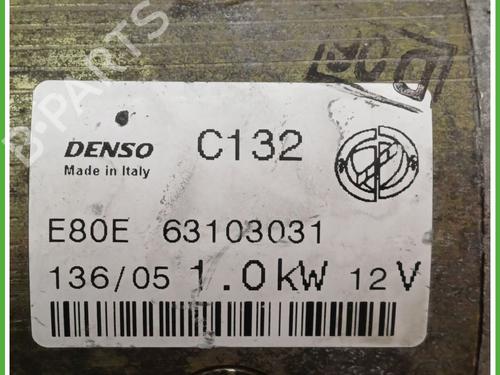 B-PARTS
DENSO C132
Made in Italy
E80E 63103031
136/05 1.0kW 12V